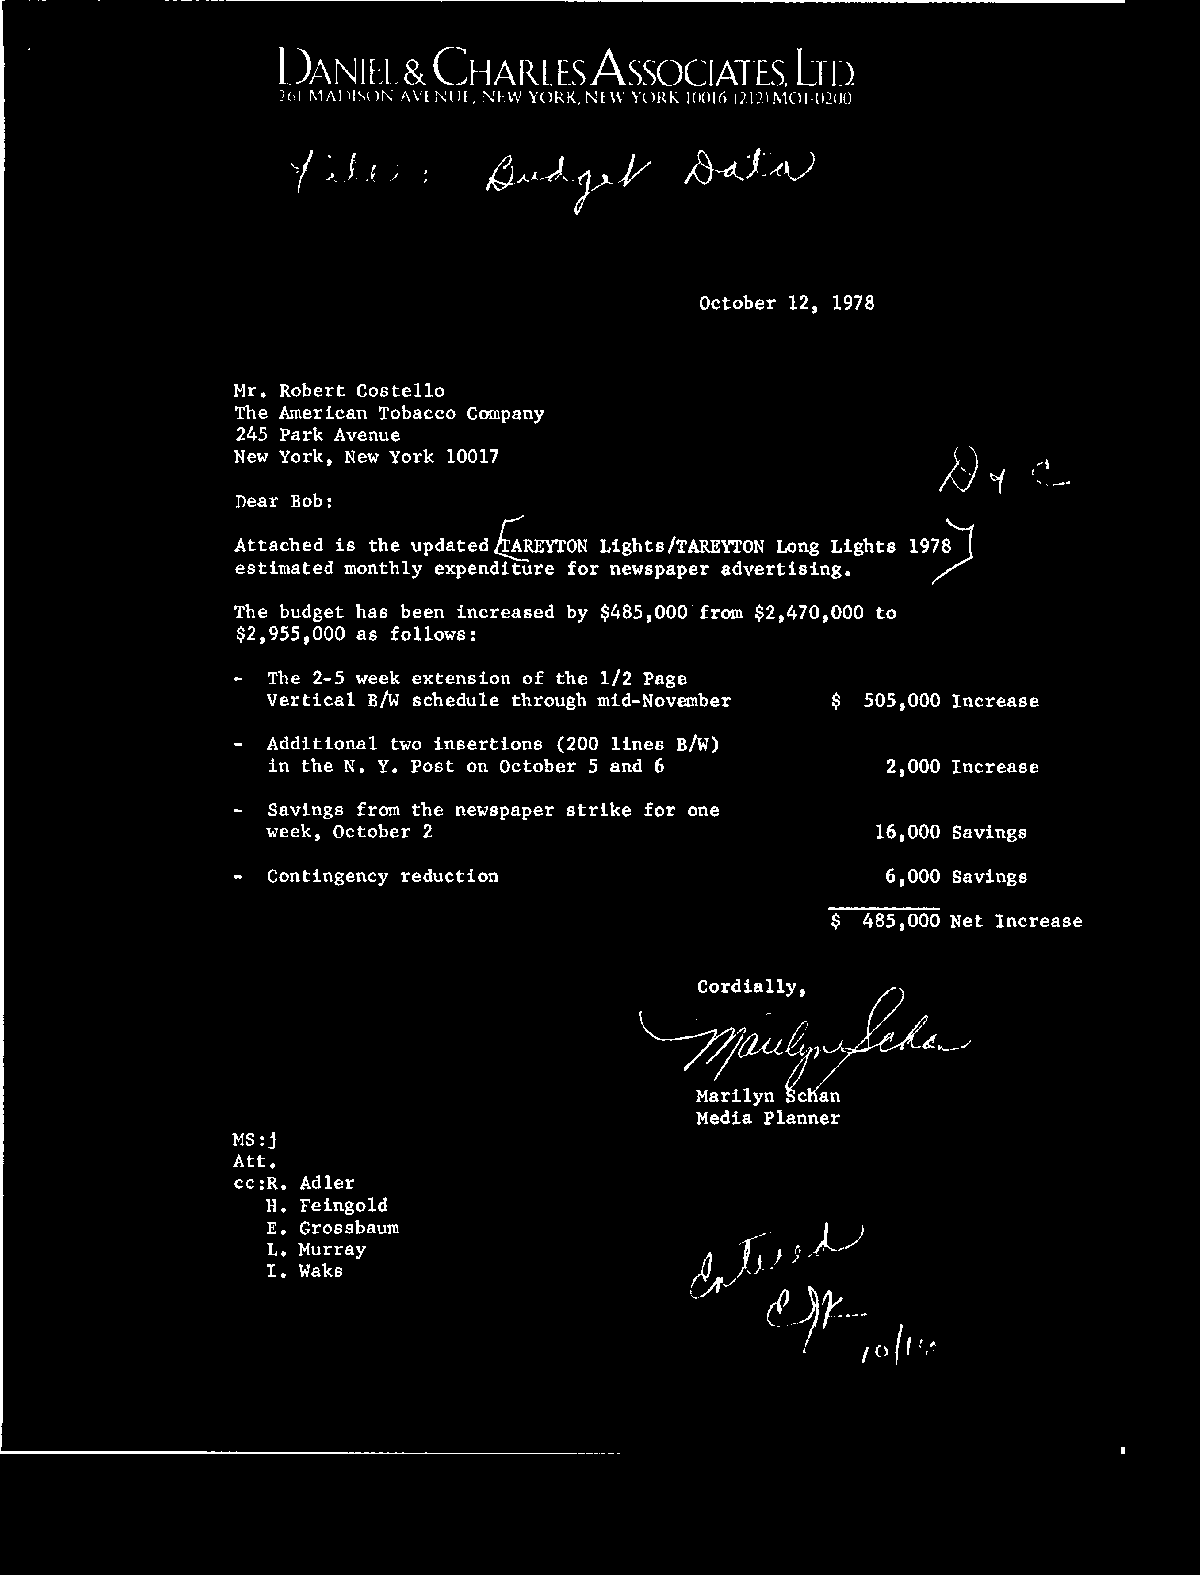 DANIEL & CHARLES ASSOCIATES, LTD.
261 MADISON AVENUE, NEW YORK, NEW YORK 10016 (212) MO1-0200
File: Budget Data
October 12, 1978
Mr. Robert Costello
The American Tobacco Company
245 Park Avenue
New York, New York 10017
D & C
Dear Bob:
Attached is the updated [TAREYTON Lights/TAREYTON Long Lights 1978]
estimated monthly expenditure for newspaper advertising.
The budget has been increased by $485,000 from $2,470,000 to
$2,955,000 as follows:
- The 2-5 week extension of the 1/2 Page
Vertical B/W schedule through mid-November $ 505,000 Increase
- Additional two insertions (200 lines B/W)
in the N. Y. Post on October 5 and 6 2,000 Increase
- Savings from the newspaper strike for one
week, October 2 16,000 Savings
- Contingency reduction 6,000 Savings
$ 485,000 Net Increase
Cordially,
Marilyn Schan
Marilyn Schan
Media Planner
MS:j
Att.
cc:R. Adler
H. Feingold
E. Grossbaum
L. Murray
I. Waks
Entered